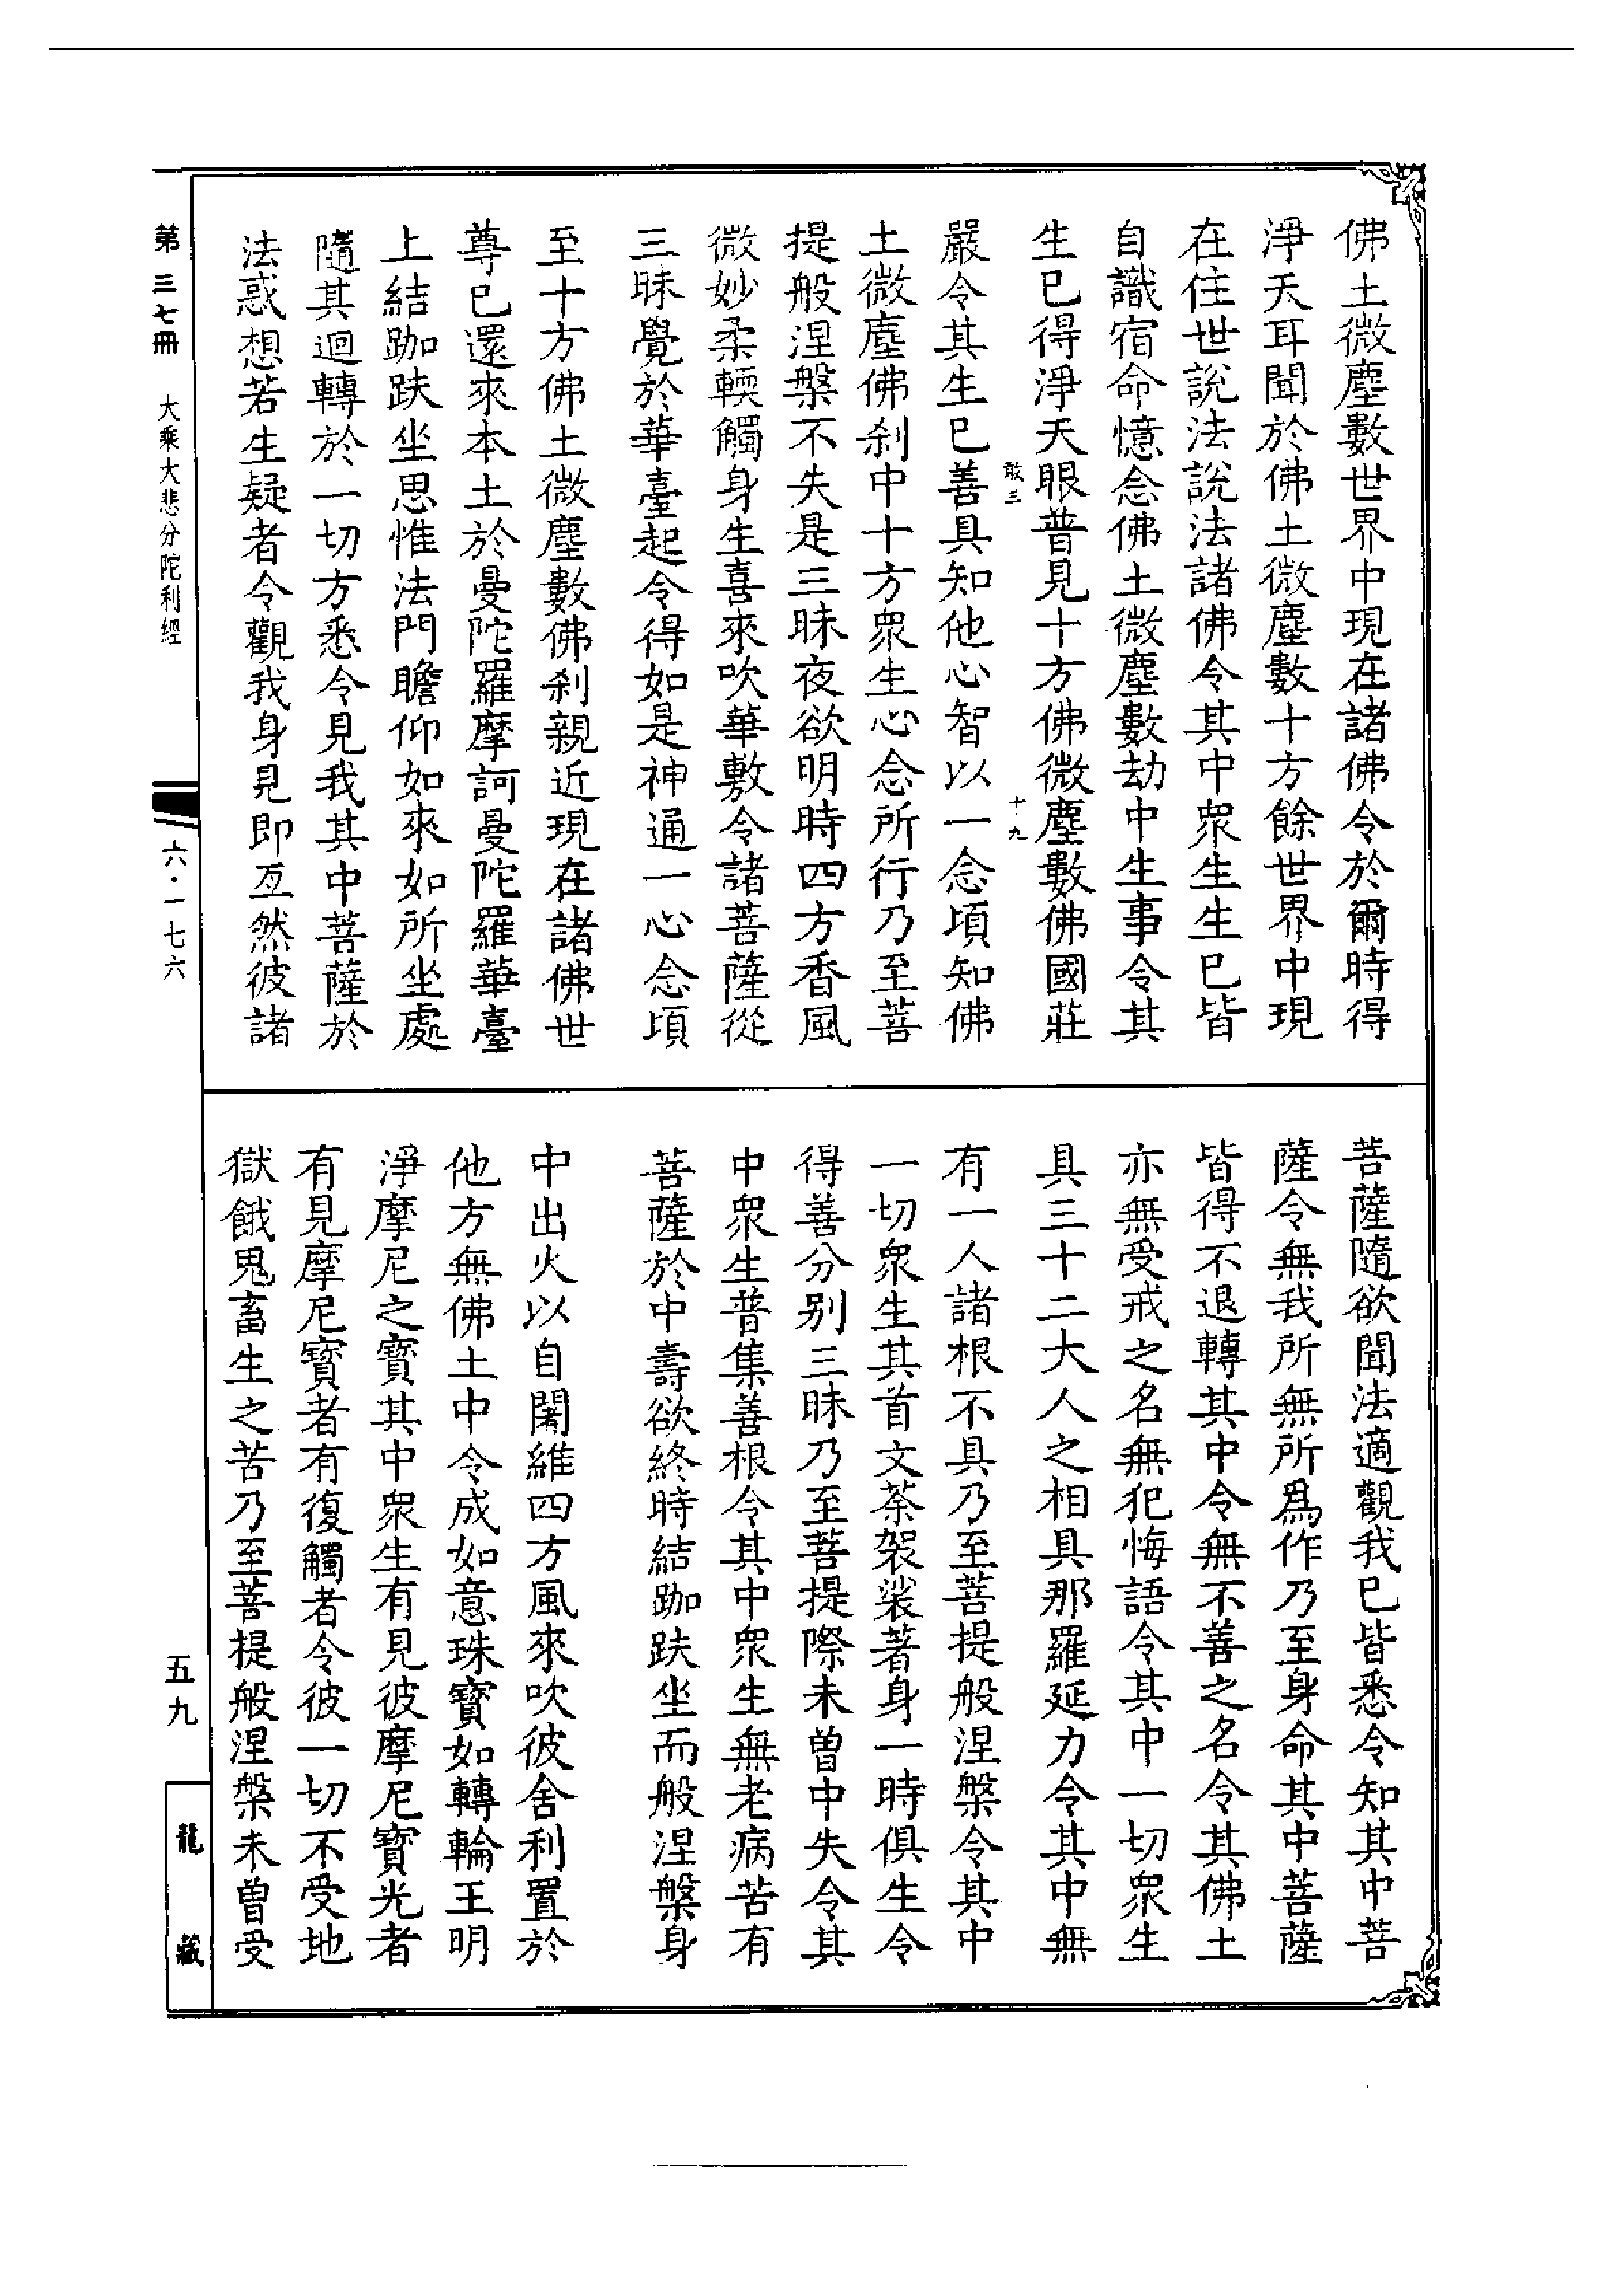 佛土微塵數世界中現在諸佛令於爾時得
淨天耳聞於佛土微塵數十方餘世界中現
在住世說法說法諸佛令其中眾生生已皆
自識宿命憶念佛土微塵數劫中生事令其
生已得淨天眼普見十方佛微塵數佛國莊
敢三
十九
嚴令其生已善具知他心智以一念頃知佛
土微塵佛刹中十方眾生心念所行乃至菩
提般涅槃不失是三昧夜欲明時四方香風
微妙柔輭觸身生喜來吹華敷令諸菩薩從
三昧覺於華臺起令得如是神通一心念頃
至十方佛土微塵數佛刹親近現在諸佛世
尊已還來本土於曼陀羅摩訶曼陀羅華臺
上結跏趺坐思惟法門瞻仰如來如所坐處
隨其迴轉於一切方悉令見我其中菩薩於
法惑想若生疑者令觀我身見即亙然彼諸
菩薩隨欲聞法適觀我已皆悉令知其中菩
薩令無我所無所為作乃至身命其中菩薩
皆得不退轉其中令無不善之名令其佛土
亦無受戒之名無犯悔語令其中一切眾生
具三十二大人之相具那羅延力令其中無
有一人諸根不具乃至菩提般涅槃令其中
一切眾生其首文荼袈裟著身一時俱生令
得善分別三昧乃至菩提際未曾中失令其
中眾生普集善根令其中眾生無老病苦有
菩薩於中壽欲終時結跏趺坐而般涅槃身
中出火以自闍維四方風來吹彼舍利置於
他方無佛土中令成如意珠寶如轉輪王明
淨摩尼之寶其中眾生有見彼摩尼寶光者
有見摩尼寶者有復觸者令彼一切不受地
獄餓鬼畜生之苦乃至菩提般涅槃未曾受
第三七冊 大乘大悲分陀利經
六·一七六
五九
龍藏